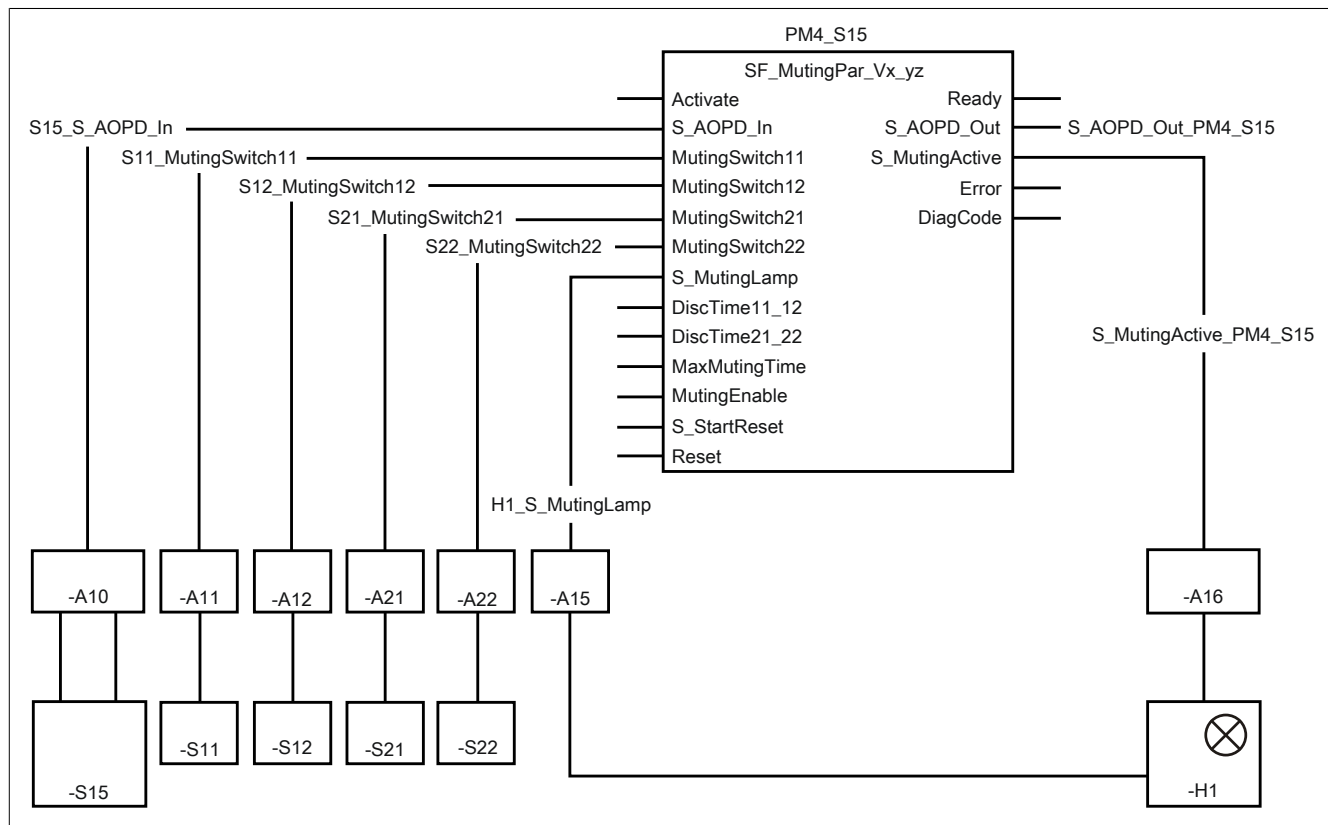 PM4_S15
SF_MutingPar_Vx_yz
Activate
Ready
S15_S_AOPD_In
S_AOPD_In
S_AOPD_Out
S_AOPD_Out_PM4_S15
S11_MutingSwitch11
MutingSwitch11
S_MutingActive
S12_MutingSwitch12
MutingSwitch12
Error
S21_MutingSwitch21
MutingSwitch21
DiagCode
S22_MutingSwitch22
MutingSwitch22
S_MutingLamp
DiscTime11_12
DiscTime21_22
S_MutingActive_PM4_S15
MaxMutingTime
MutingEnable
S_StartReset
Reset
H1_S_MutingLamp
-A10
-A11
-A12
-A21
-A22
-A15
-A16
-S15
-S11
-S12
-S21
-S22
-H1